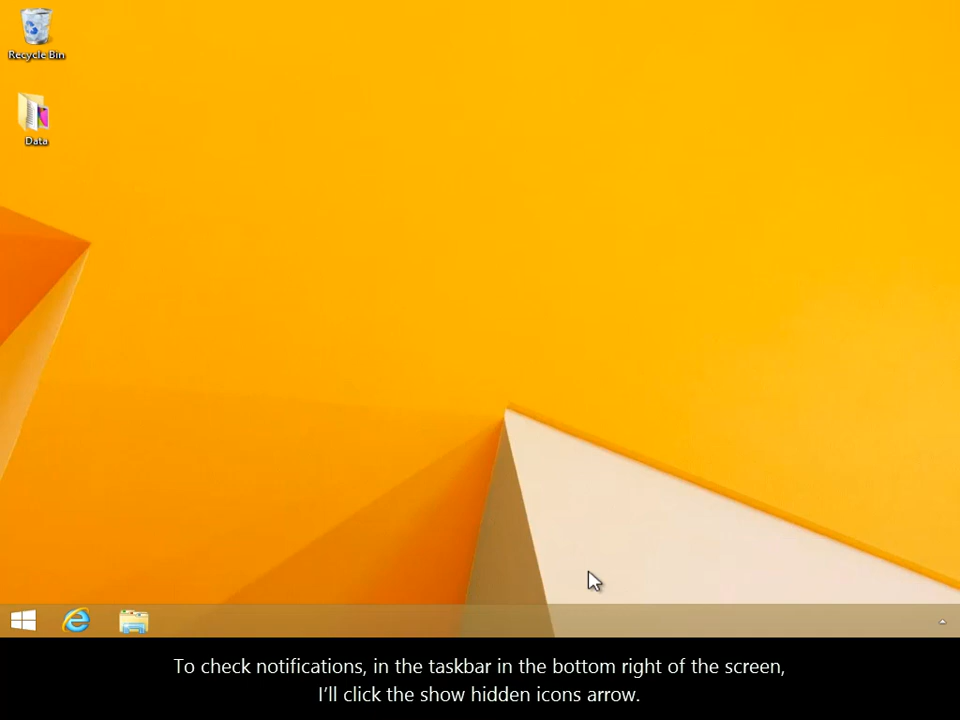 Recycle Bin
Data
To check notifications, in the taskbar in the bottom right of the screen,
I’ll click the show hidden icons arrow.